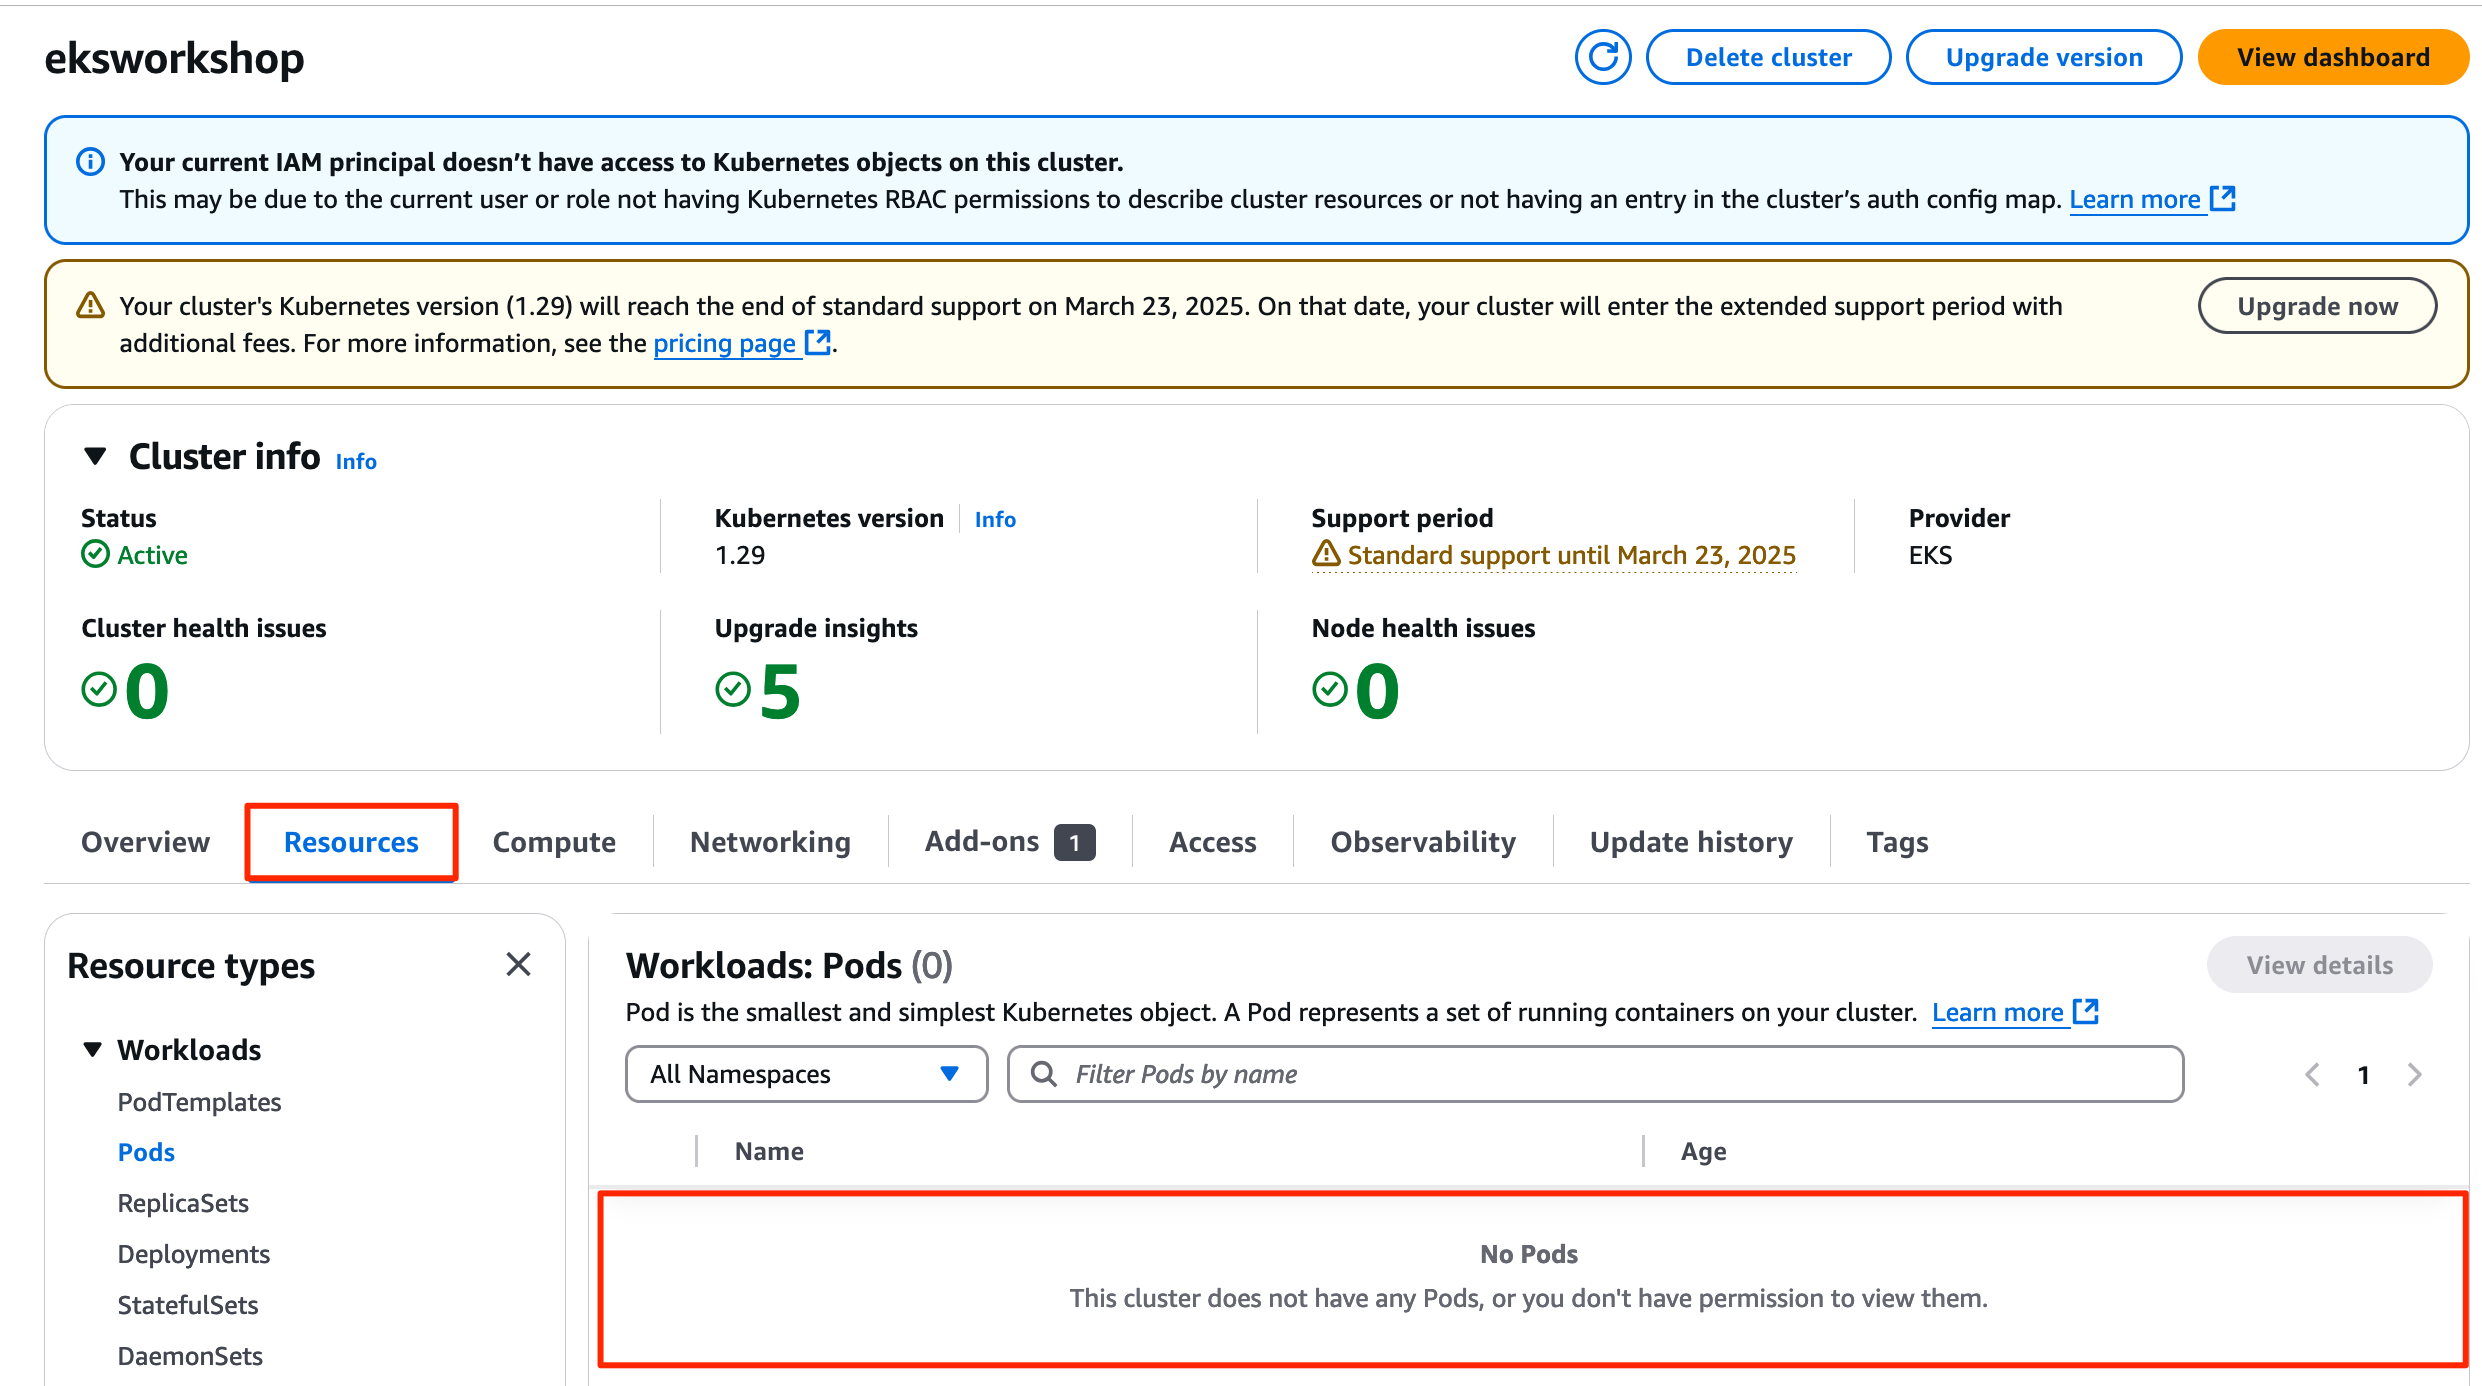 eksworkshop
Delete cluster
Upgrade version
View dashboard
Your current IAM principal doesn’t have access to Kubernetes objects on this cluster.
This may be due to the current user or role not having Kubernetes RBAC permissions to describe cluster resources or not having an entry in the cluster’s auth config map. Learn more
Your cluster's Kubernetes version (1.29) will reach the end of standard support on March 23, 2025. On that date, your cluster will enter the extended support period with
additional fees. For more information, see the pricing page.
Upgrade now
Cluster info Info
Status
Active
Kubernetes version Info
1.29
Support period
Standard support until March 23, 2025
Provider
EKS
Cluster health issues
0
Upgrade insights
5
Node health issues
0
Overview
Resources
Compute
Networking
Add-ons 1
Access
Observability
Update history
Tags
Resource types
Workloads
PodTemplates
Pods
ReplicaSets
Deployments
StatefulSets
DaemonSets
Workloads: Pods (0)
View details
Pod is the smallest and simplest Kubernetes object. A Pod represents a set of running containers on your cluster. Learn more
All Namespaces
Filter Pods by name
1
Name
Age
No Pods
This cluster does not have any Pods, or you don't have permission to view them.